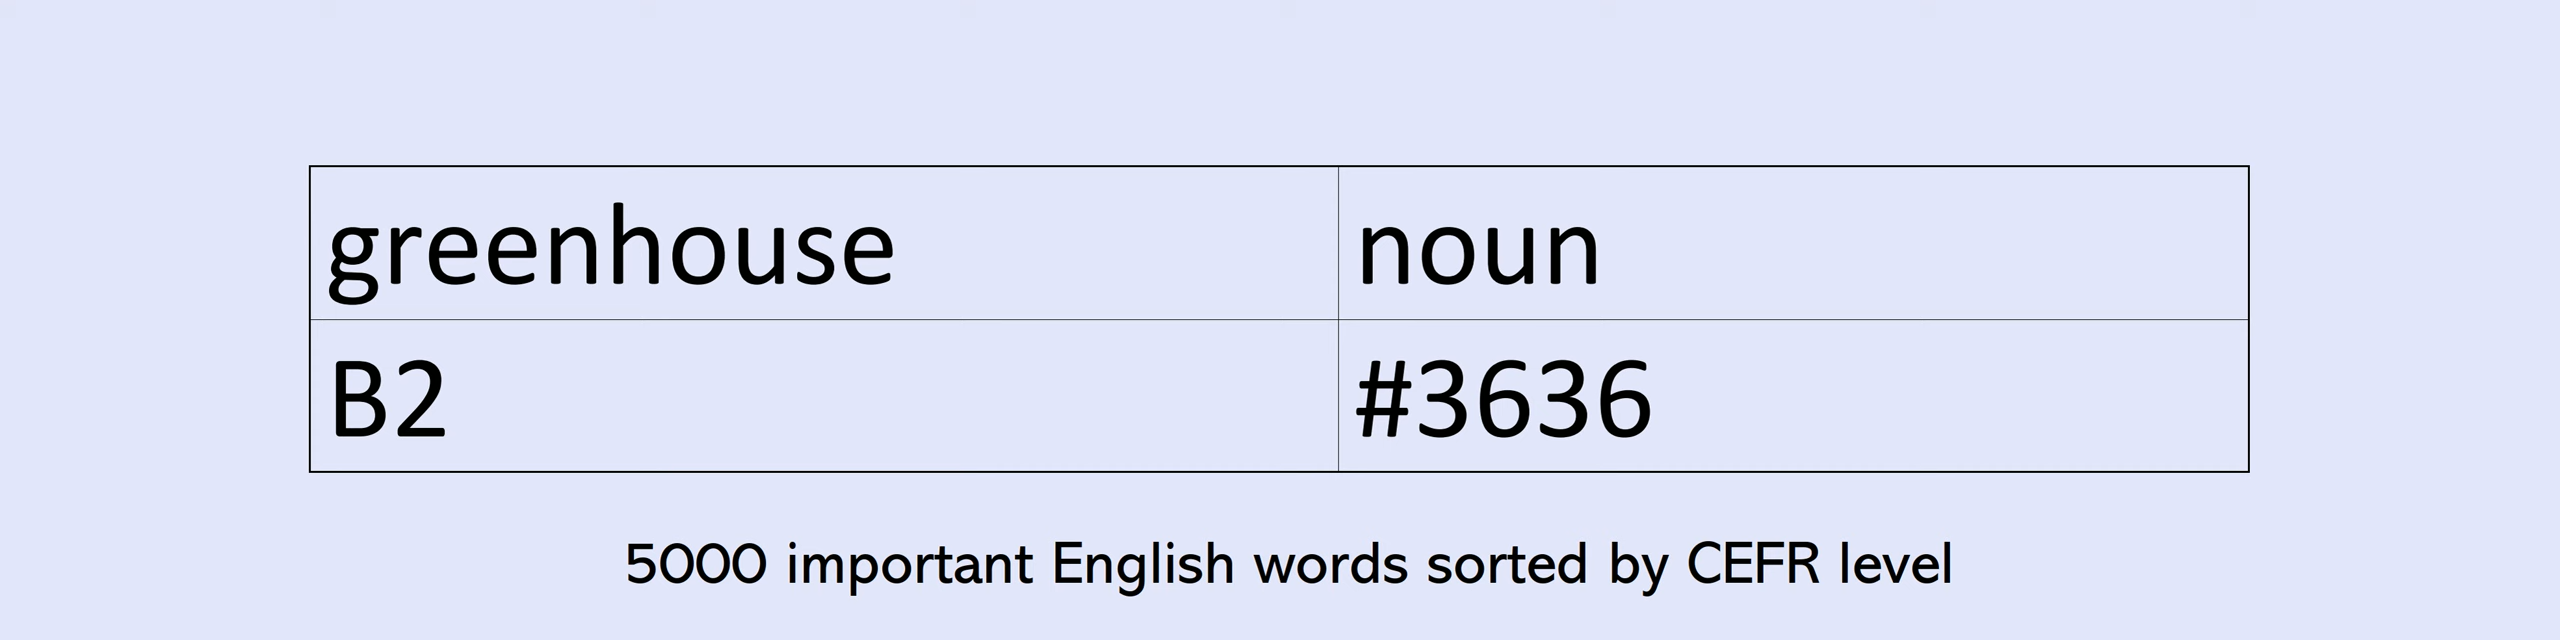 greenhouse noun
B2 #3636
5000 important English words sorted by CEFR level